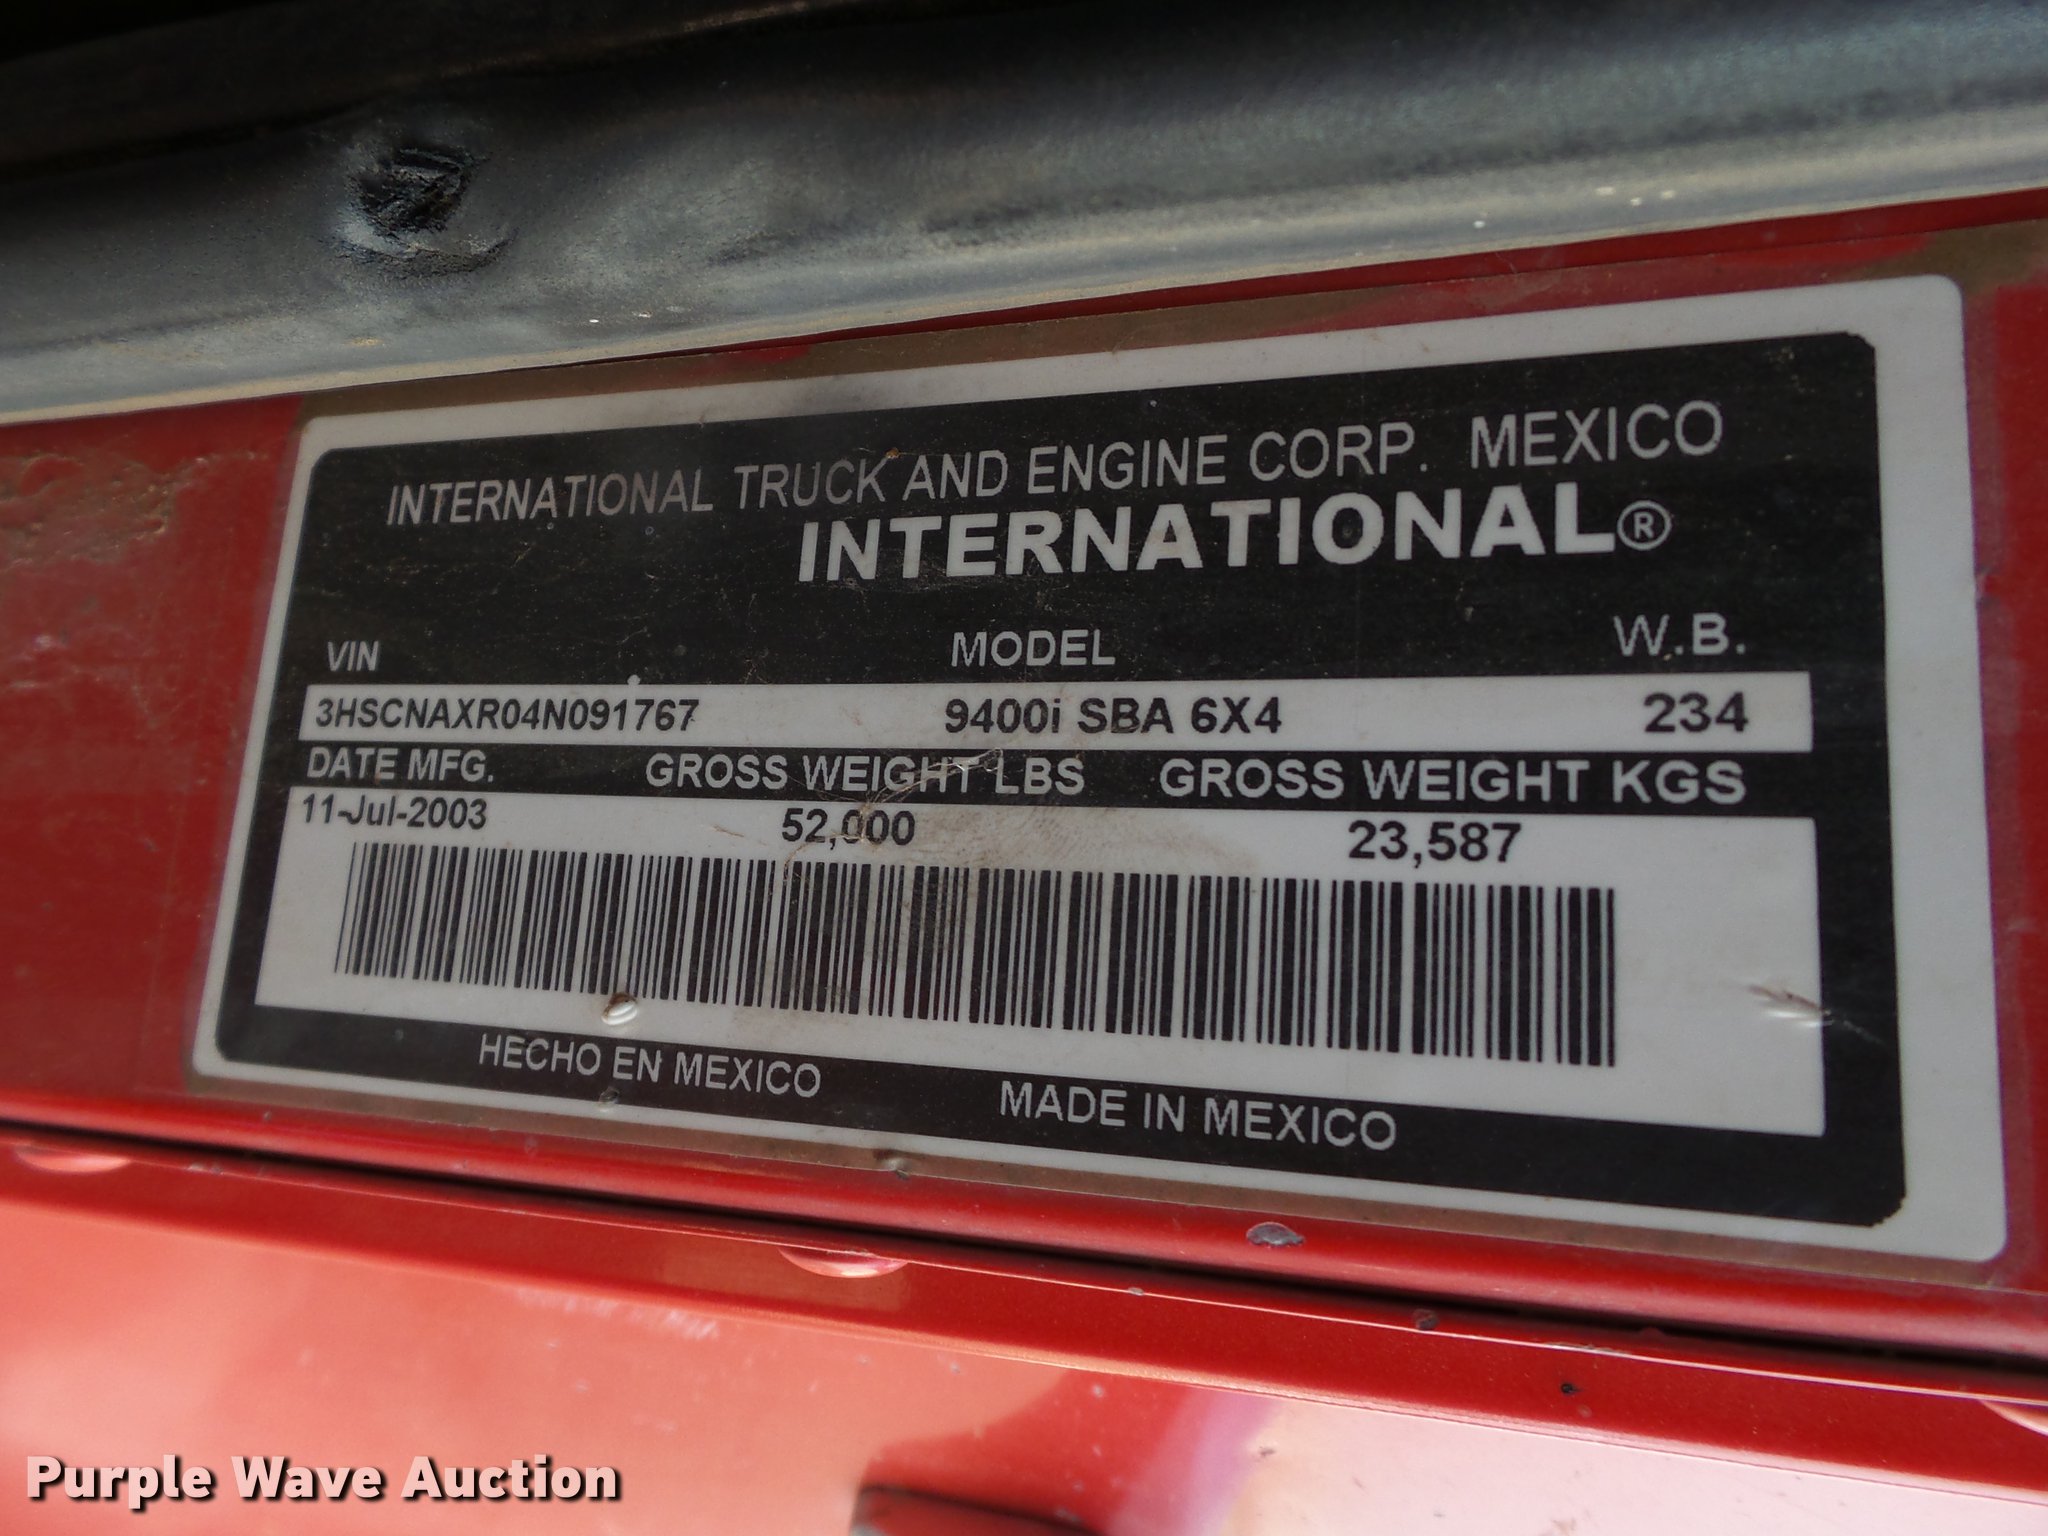 INTERNATIONAL TRUCK AND ENGINE CORP. MEXICO
INTERNATIONAL®
VIN MODEL W.B.
3HSCNAXR04N091767 9400i SBA 6X4 234
DATE MFG. GROSS WEIGHT LBS GROSS WEIGHT KGS
11-Jul-2003 52,000 23,587
HECHO EN MEXICO MADE IN MEXICO
Purple Wave Auction